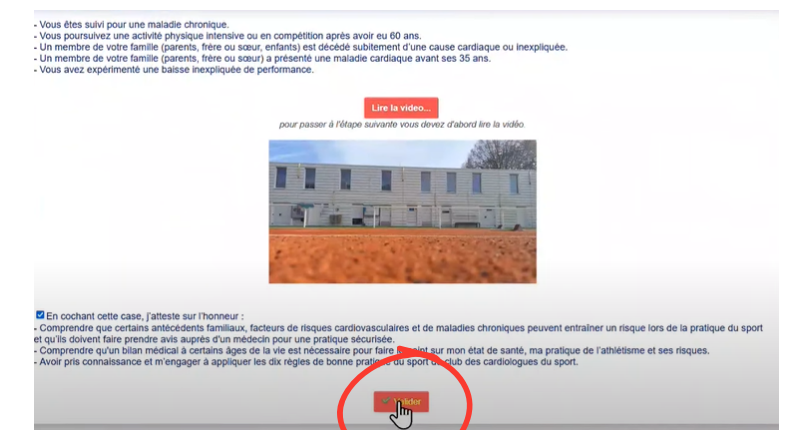 - Vous êtes suivi pour une maladie chronique.
- Vous poursuivez une activité physique intensive ou en compétition après avoir eu 60 ans.
- Un membre de votre famille (parents, frère ou sœur, enfants) est décédé subitement d'une cause cardiaque ou inexpliquée.
- Un membre de votre famille (parents, frère ou sœur) a présenté une maladie cardiaque avant ses 35 ans.
- Vous avez expérimenté une baisse inexpliquée de performance.
Lire la video...
pour passer à l'étape suivante vous devez d'abord lire la vidéo.
En cochant cette case, j'atteste sur l'honneur :
- Comprendre que certains antécédents familiaux, facteurs de risques cardiovasculaires et de maladies chroniques peuvent entraîner un risque lors de la pratique du sport
et qu'ils doivent faire prendre avis auprès d'un médecin pour une pratique sécurisée.
- Comprendre qu'un bilan médical à certains âges de la vie est nécessaire pour faire le point sur mon état de santé, ma pratique de l'athlétisme et ses risques.
- Avoir pris connaissance et m'engager à appliquer les dix règles de bonne pratique du sport du club des cardiologues du sport.
Valider